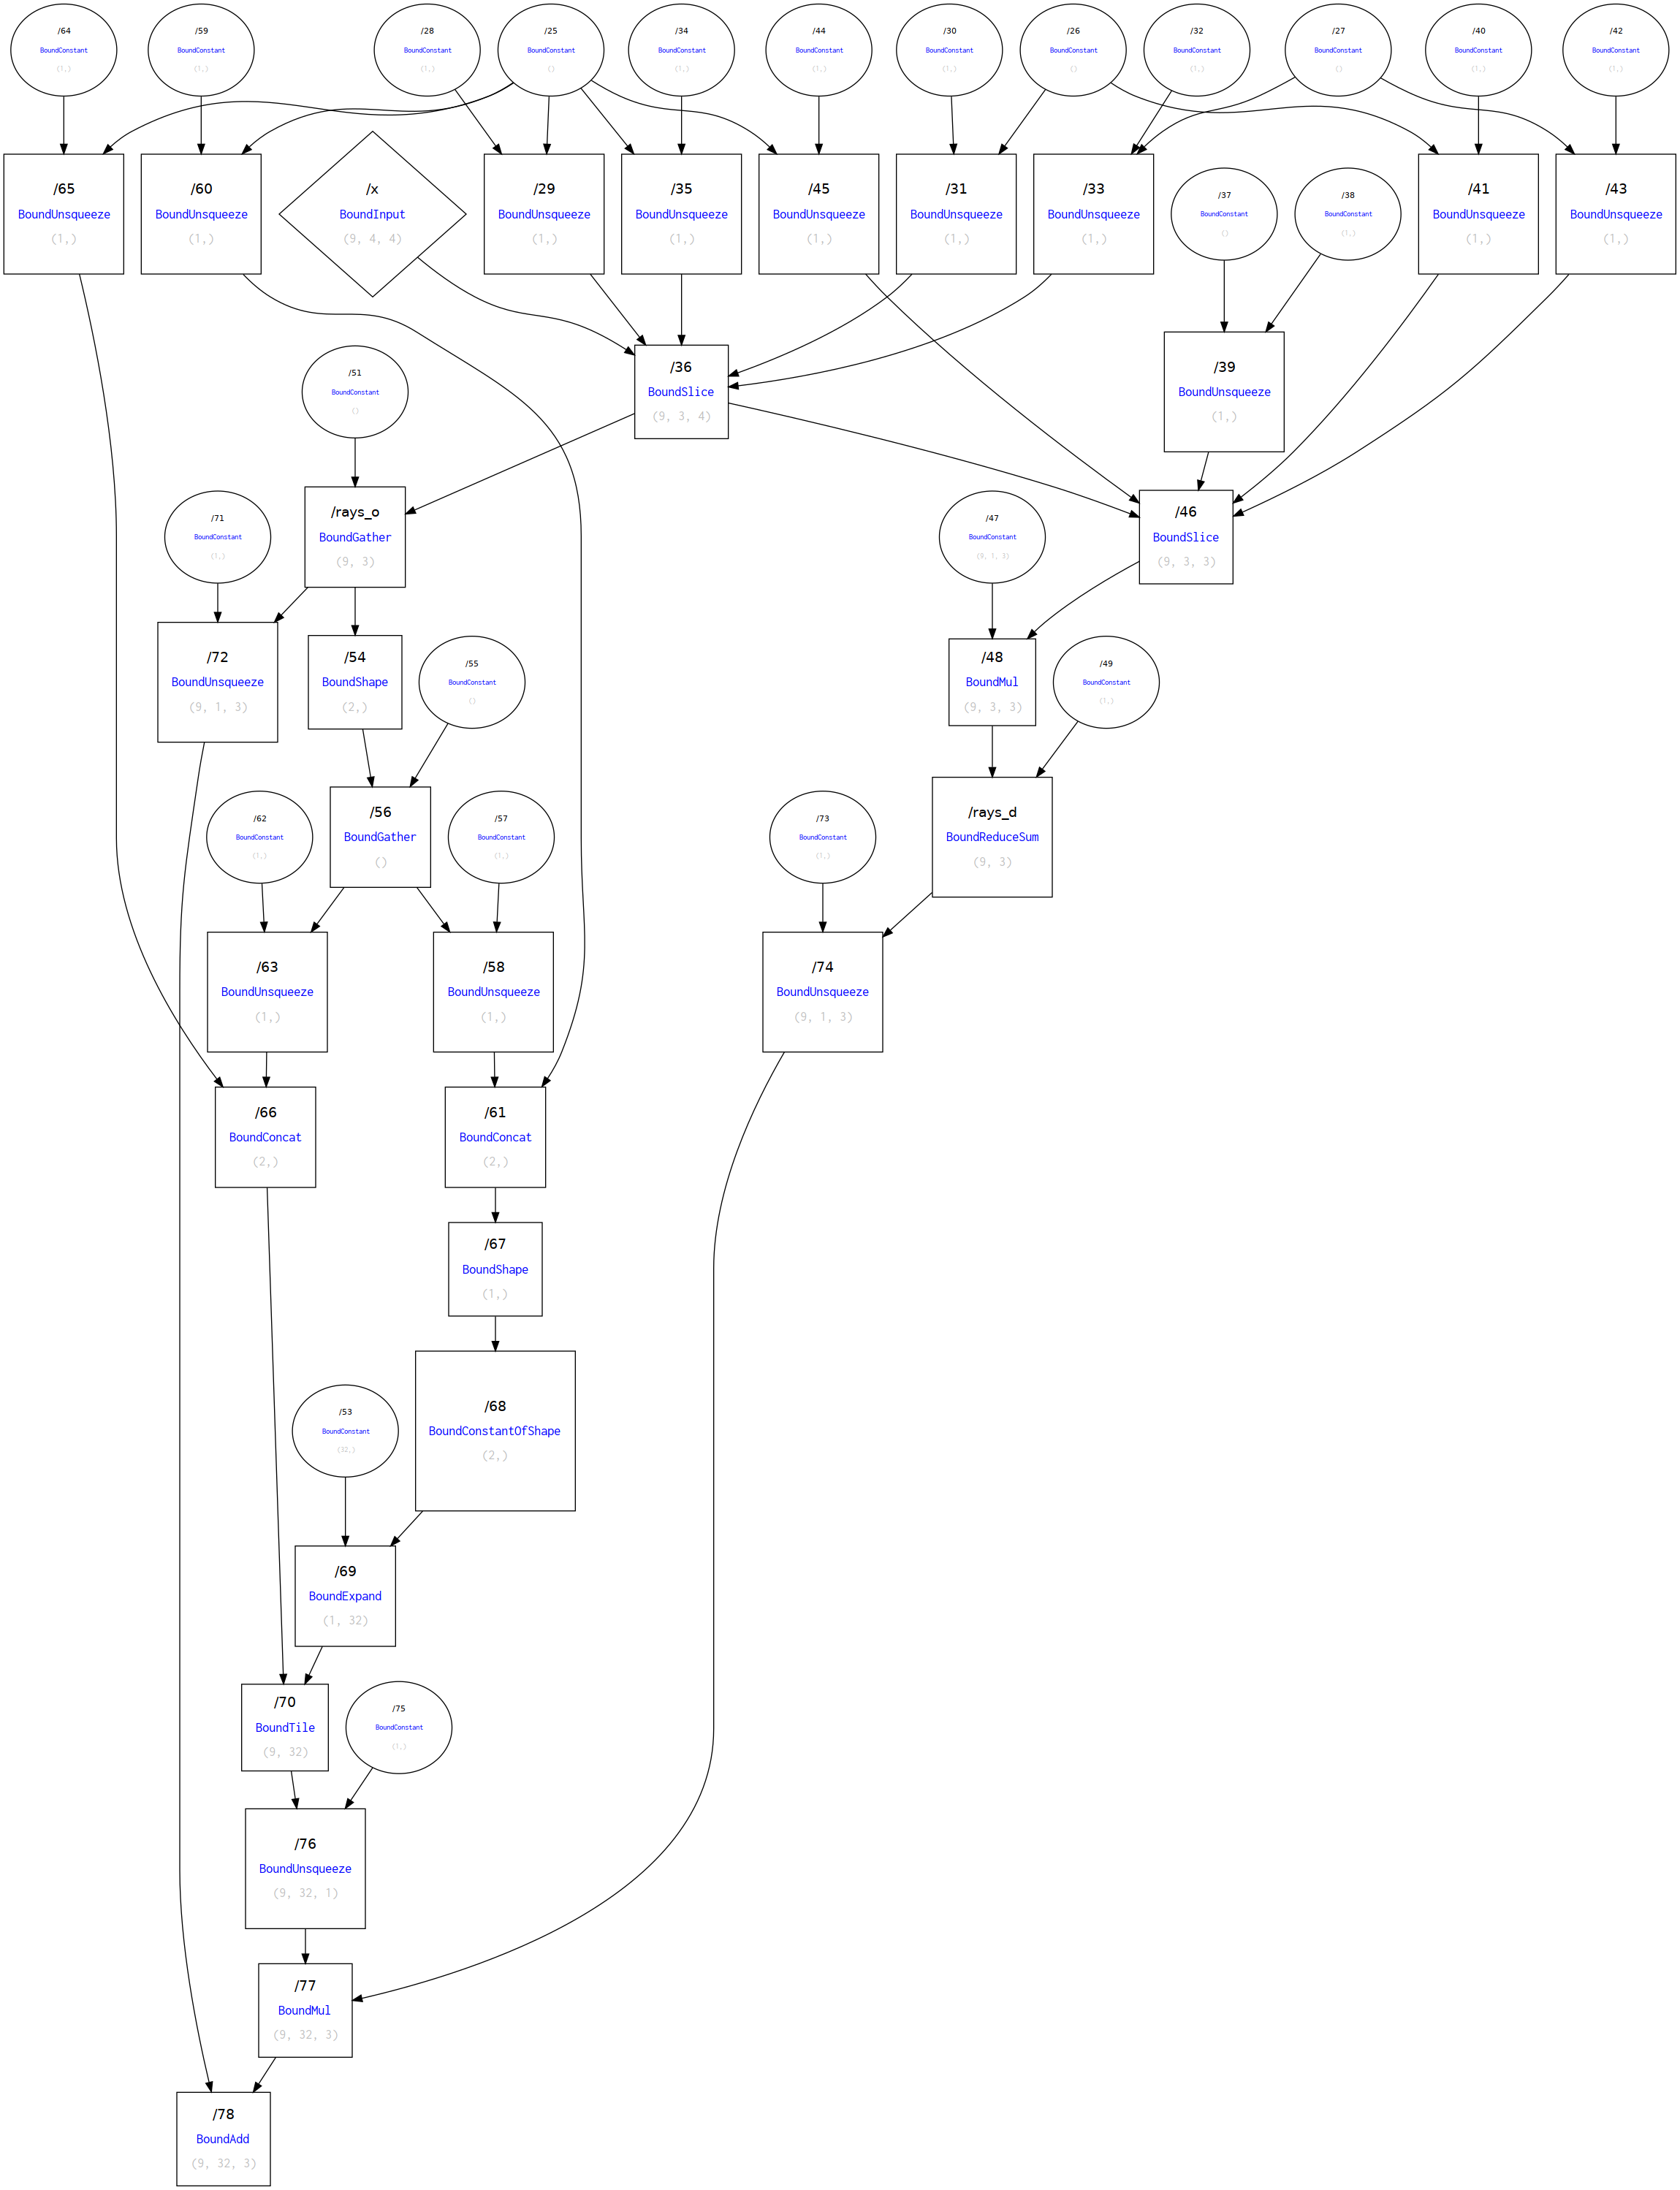 /64
BoundConstant
(1,)
/59
BoundConstant
(1,)
/28
BoundConstant
(1,)
/25
BoundConstant
()
/34
BoundConstant
(1,)
/44
BoundConstant
(1,)
/30
BoundConstant
(1,)
/26
BoundConstant
()
/32
BoundConstant
(1,)
/27
BoundConstant
()
/40
BoundConstant
(1,)
/42
BoundConstant
(1,)
/65
BoundUnsqueeze
(1,)
/60
BoundUnsqueeze
(1,)
/x
BoundInput
(9, 4, 4)
/29
BoundUnsqueeze
(1,)
/35
BoundUnsqueeze
(1,)
/45
BoundUnsqueeze
(1,)
/31
BoundUnsqueeze
(1,)
/33
BoundUnsqueeze
(1,)
/37
BoundConstant
()
/38
BoundConstant
(1,)
/41
BoundUnsqueeze
(1,)
/43
BoundUnsqueeze
(1,)
/36
BoundSlice
(9, 3, 4)
/39
BoundUnsqueeze
(1,)
/51
BoundConstant
()
/rays_o
BoundGather
(9, 3)
/46
BoundSlice
(9, 3, 3)
/71
BoundConstant
(1,)
/47
BoundConstant
(9, 1, 3)
/72
BoundUnsqueeze
(9, 1, 3)
/54
BoundShape
(2,)
/55
BoundConstant
()
/48
BoundMul
(9, 3, 3)
/49
BoundConstant
(1,)
/56
BoundGather
()
/rays_d
BoundReduceSum
(9, 3)
/62
BoundConstant
(1,)
/57
BoundConstant
(1,)
/73
BoundConstant
(1,)
/63
BoundUnsqueeze
(1,)
/58
BoundUnsqueeze
(1,)
/74
BoundUnsqueeze
(9, 1, 3)
/66
BoundConcat
(2,)
/61
BoundConcat
(2,)
/67
BoundShape
(1,)
/68
BoundConstantOfShape
(2,)
/53
BoundConstant
(32,)
/69
BoundExpand
(1, 32)
/70
BoundTile
(9, 32)
/75
BoundConstant
(1,)
/76
BoundUnsqueeze
(9, 32, 1)
/77
BoundMul
(9, 32, 3)
/78
BoundAdd
(9, 32, 3)